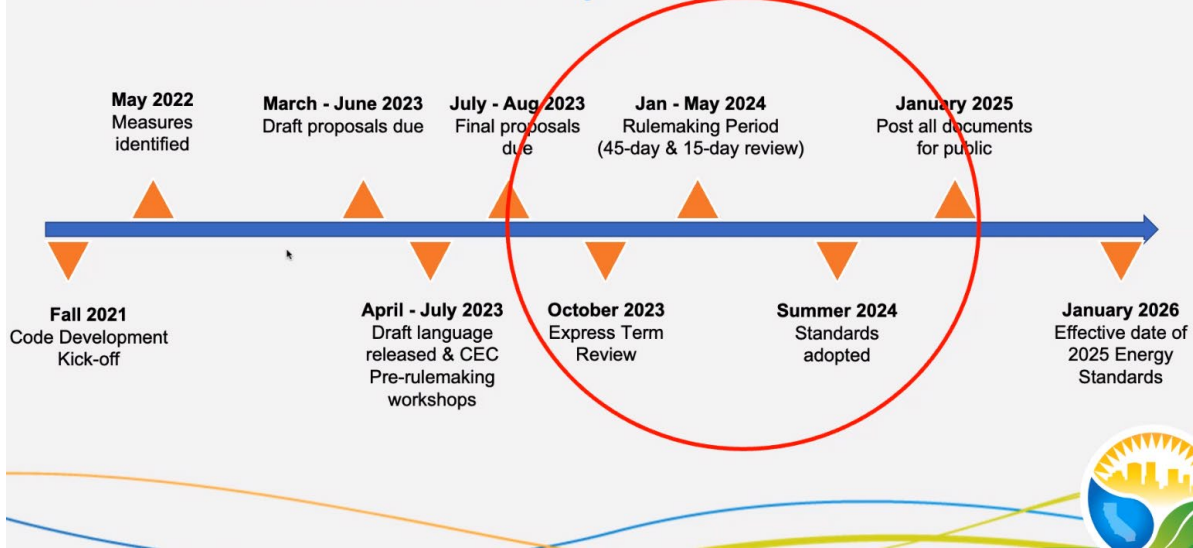 May 2022
Measures
identified
March - June 2023
Draft proposals due
July - Aug 2023
Final proposals
due
Jan - May 2024
Rulemaking Period
(45-day & 15-day review)
January 2025
Post all documents
for public
Fall 2021
Code Development
Kick-off
April - July 2023
Draft language
released & CEC
Pre-rulemaking
workshops
October 2023
Express Term
Review
Summer 2024
Standards
adopted
January 2026
Effective date of
2025 Energy
Standards